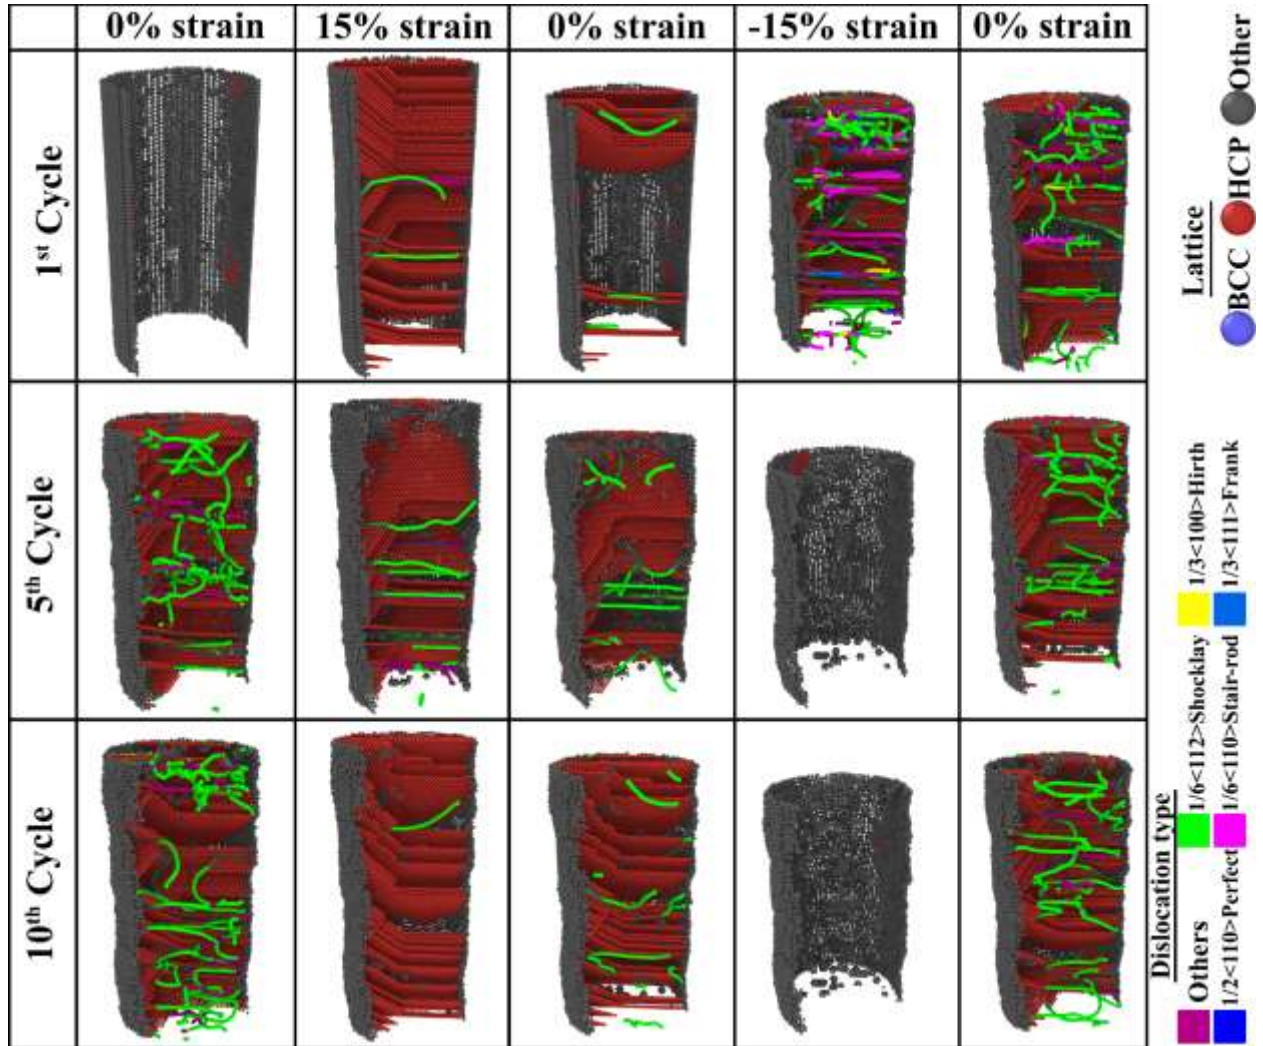 0% strain
15% strain
0% strain
-15% strain
0% strain
1st Cycle
5th Cycle
10th Cycle
Lattice
BCC HCP Other
Dislocation type
Others 1/6<112>Shocklay 1/3<100>Hirth
1/2<110>Perfect 1/6<110>Stair-rod 1/3<111>Frank